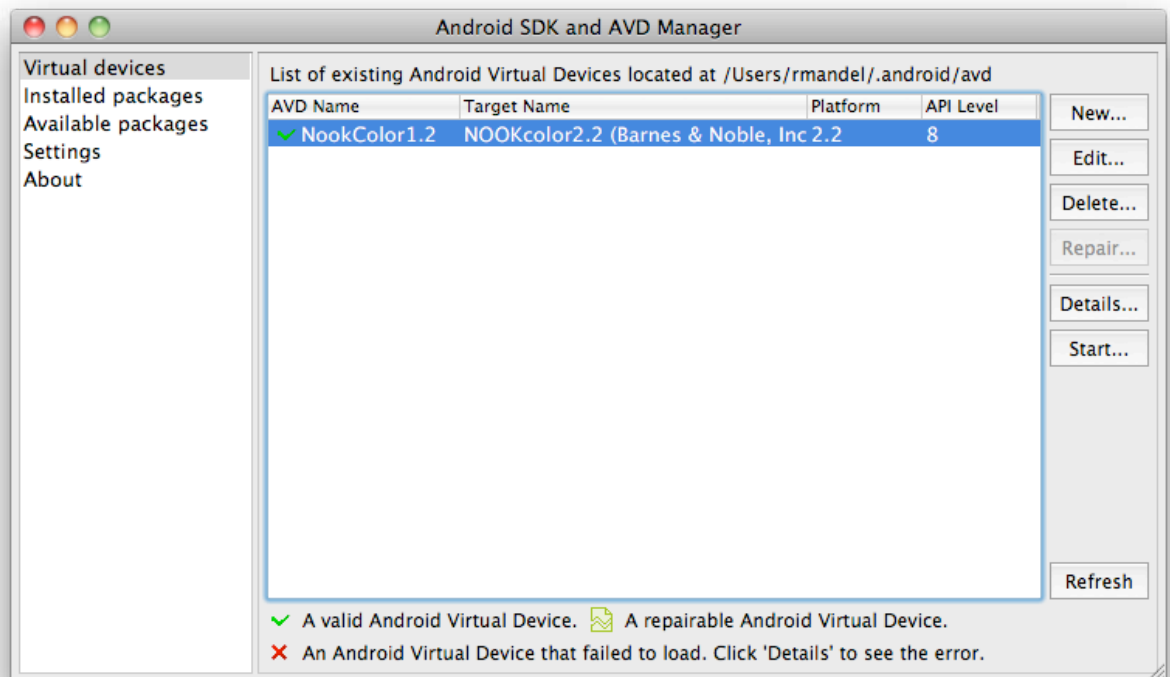 Android SDK and AVD Manager
Virtual devices
Installed packages
Available packages
Settings
About
List of existing Android Virtual Devices located at /Users/rmandel/.android/avd
AVD Name Target Name Platform API Level
NookColor1.2 NOOKcolor2.2 (Barnes & Noble, Inc 2.2 8
New...
Edit...
Delete...
Repair...
Details...
Start...
Refresh
A valid Android Virtual Device. A repairable Android Virtual Device.
An Android Virtual Device that failed to load. Click 'Details' to see the error.